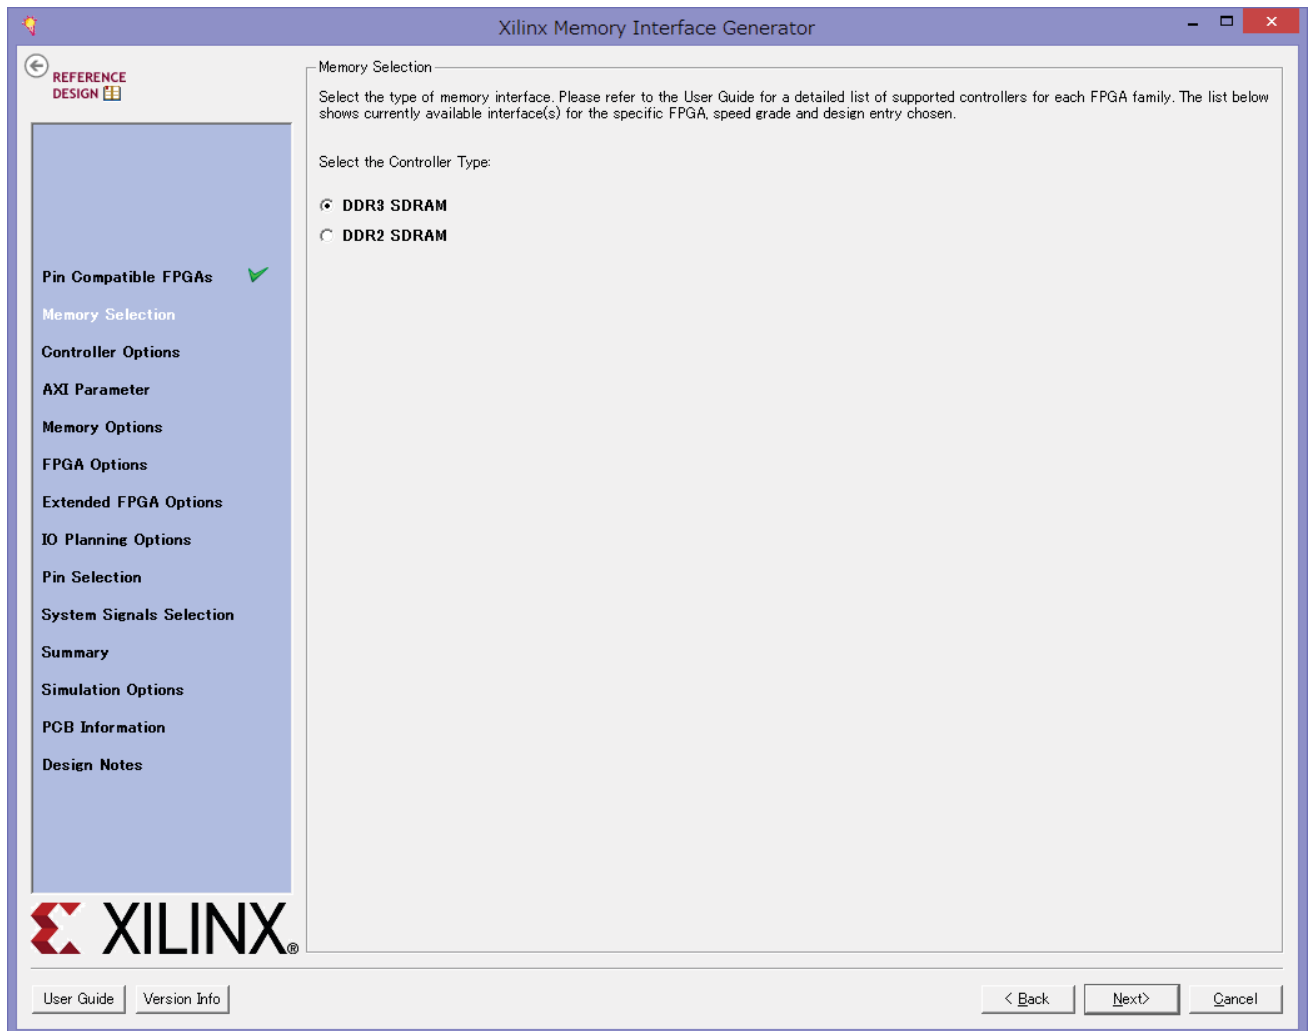 Xilinx Memory Interface Generator
REFERENCE
DESIGN
Pin Compatible FPGAs
Memory Selection
Controller Options
AXI Parameter
Memory Options
FPGA Options
Extended FPGA Options
IO Planning Options
Pin Selection
System Signals Selection
Summary
Simulation Options
PCB Information
Design Notes
XILINX®
Memory Selection
Select the type of memory interface. Please refer to the User Guide for a detailed list of supported controllers for each FPGA family. The list below
shows currently available interface(s) for the specific FPGA, speed grade and design entry chosen.
Select the Controller Type:
DDR3 SDRAM
DDR2 SDRAM
User Guide
Version Info
< Back
Next>
Cancel